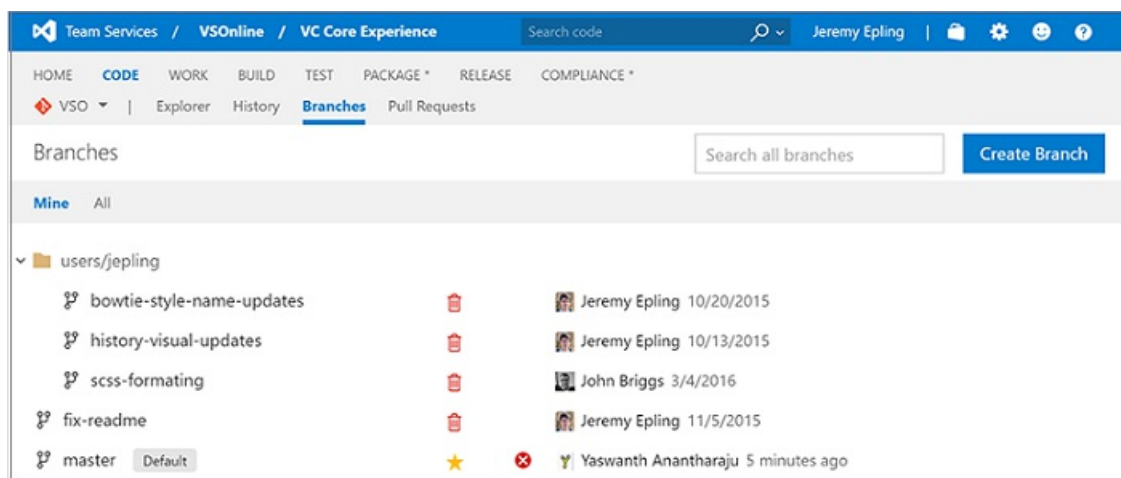 Team Services / VSOnline / VC Core Experience Search code Jeremy Epling |
HOME CODE WORK BUILD TEST PACKAGE * RELEASE COMPLIANCE *
VSO | Explorer History Branches Pull Requests
Branches Search all branches Create Branch
Mine All
users/jepling
bowtie-style-name-updates Jeremy Epling 10/20/2015
history-visual-updates Jeremy Epling 10/13/2015
scss-formating John Briggs 3/4/2016
fix-readme Jeremy Epling 11/5/2015
master Default Yaswanth Anantharaju 5 minutes ago